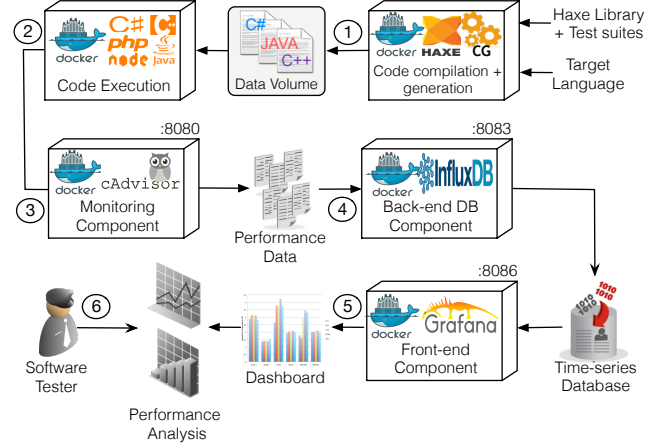 2
docker
C#
C
php
node
Java
Code Execution
C#
JAVA
C++
Data Volume
1
docker
HAXE
CG
Code compilation +
generation
Haxe Library
+ Test suites
Target
Language
:8080
3
docker
cAdvisor
Monitoring
Component
Performance
Data
:8083
4
docker
InfluxDB
Back-end DB
Component
:8086
5
docker
Grafana
Front-end
Component
1010
1010
1010
1010
Time-series
Database
Dashboard
6
Software
Tester
Performance
Analysis